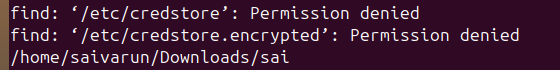 find: ‘/etc/credstore’: Permission denied
find: ‘/etc/credstore.encrypted’: Permission denied
/home/saivarun/Downloads/sai